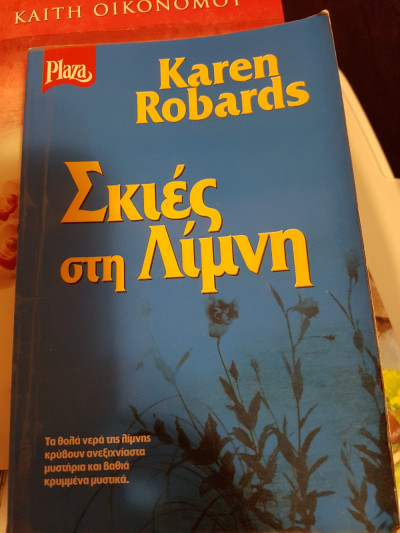 ΚΑΙΤΗ ΟΙΚΟΝΟΜΟΥ
Plaza
Karen
Robards
Σκιές
στη Λίμνη
Τα θολά νερά της λίμνης
κρύβουν ανεξιχνίαστα
μυστήρια και βαθιά
κρυμμένα μυστικά.